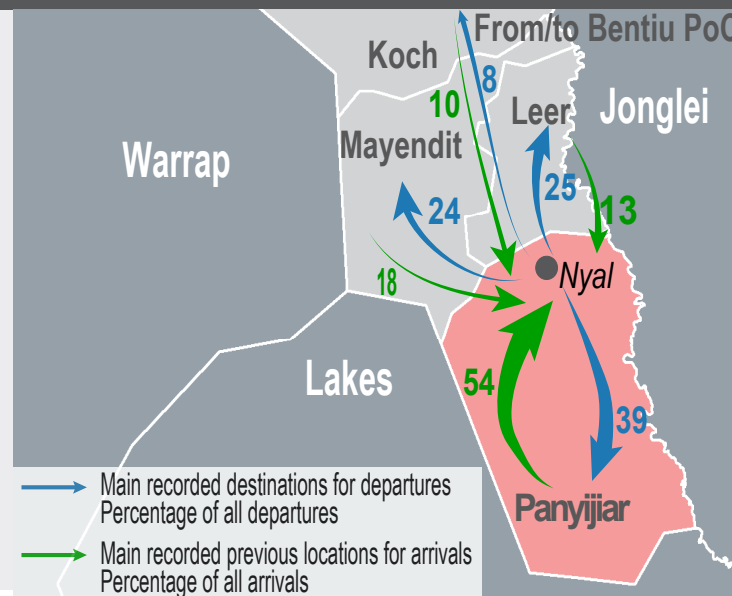 From/to Bentiu PoC
Koch
8
10
Leer
Jonglei
Mayendit
Warrap
25
24
13
Nyal
18
Lakes
54
39
Panyijiar
Main recorded destinations for departures
Percentage of all departures
Main recorded previous locations for arrivals
Percentage of all arrivals